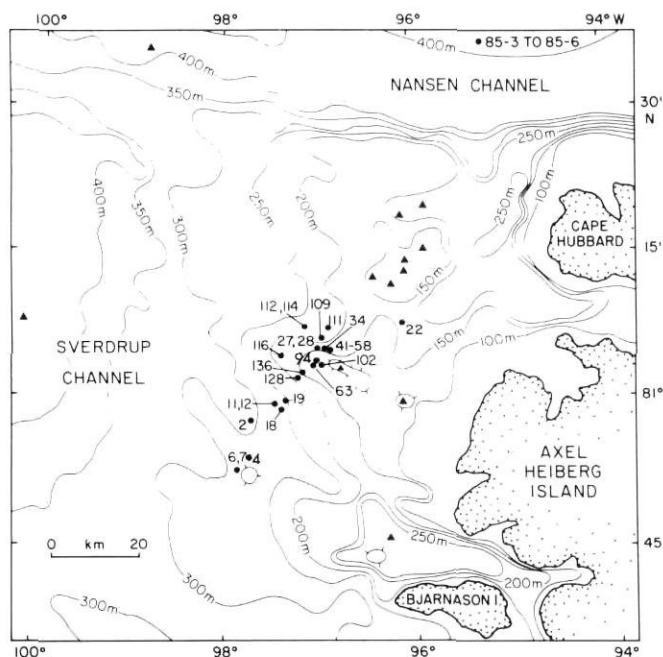 100° 98° 96° 94° W
● 85-3 TO 85-6
400m
400m
NANSEN CHANNEL
350m
30'
N
250m
100m
400m
350m
300m
250m
200m
250m
CAPE
HUBBARD
15'
150m
109
112,114
111
34
22
150m
27,28
41-58
100m
116
94
102
SVERDRUP
CHANNEL
136
128
63
81°
11,12
19
18
2
AXEL
HEIBERG
ISLAND
6,7
4
200m
250m
45'
0 km 20
200m
300m
BJARNASON I.
100° 98° 96° 94°